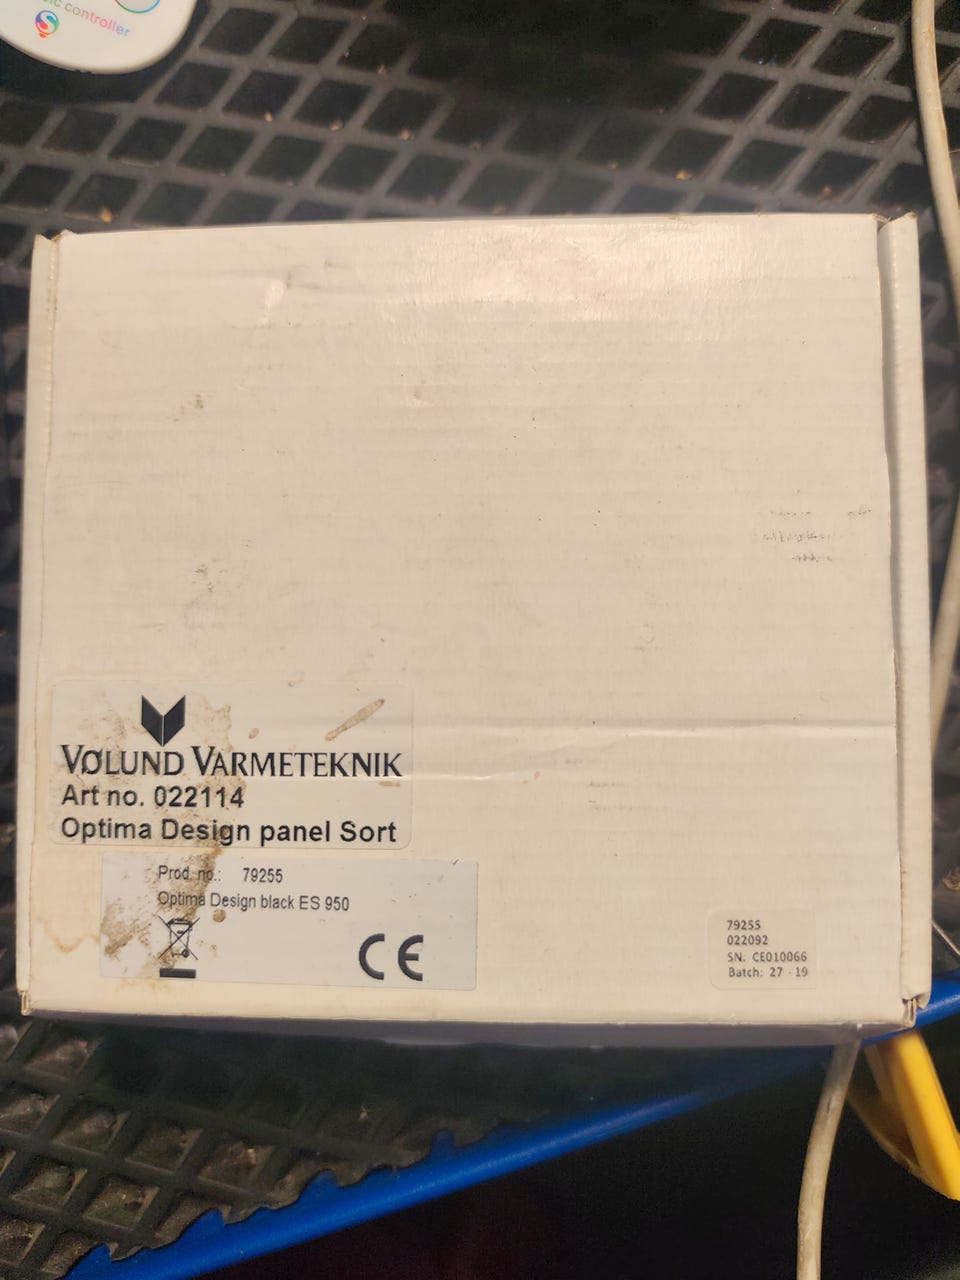 controller
VØLUND VARMETEKNIK
Art no. 022114
Optima Design panel Sort
Prod. no.: 79255
Optima Design black ES 950
CE
79255
022092
SN. CE010066
Batch: 27 - 19